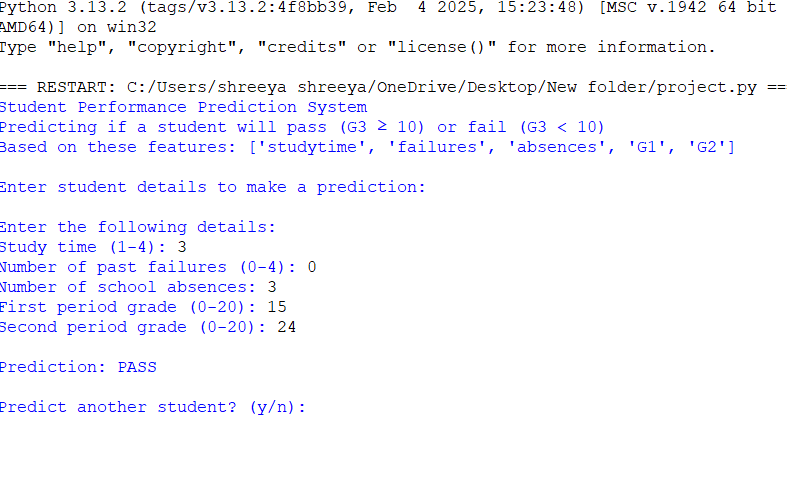 Python 3.13.2 (tags/v3.13.2:4f8bb39, Feb  4 2025, 15:23:48) [MSC v.1942 64 bit
AMD64)] on win32
Type "help", "copyright", "credits" or "license()" for more information.
=== RESTART: C:/Users/shreeya shreeya/OneDrive/Desktop/New folder/project.py ==
Student Performance Prediction System
Predicting if a student will pass (G3 ≥ 10) or fail (G3 < 10)
Based on these features: ['studytime', 'failures', 'absences', 'G1', 'G2']
Enter student details to make a prediction:
Enter the following details:
Study time (1-4): 3
Number of past failures (0-4): 0
Number of school absences: 3
First period grade (0-20): 15
Second period grade (0-20): 24
Prediction: PASS
Predict another student? (y/n):